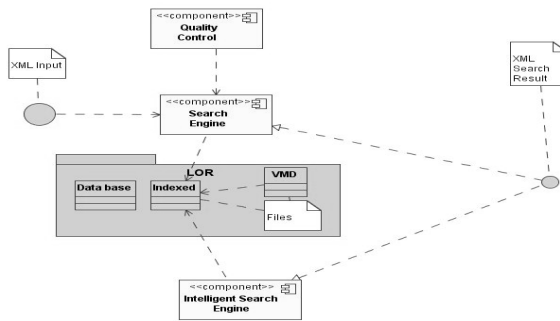 <<component>>
Quality
Control
XML Input
XML
Search
Result
<<component>>
Search
Engine
LOR
Data base
Indexed
VMD
Files
<<component>>
Intelligent Search
Engine